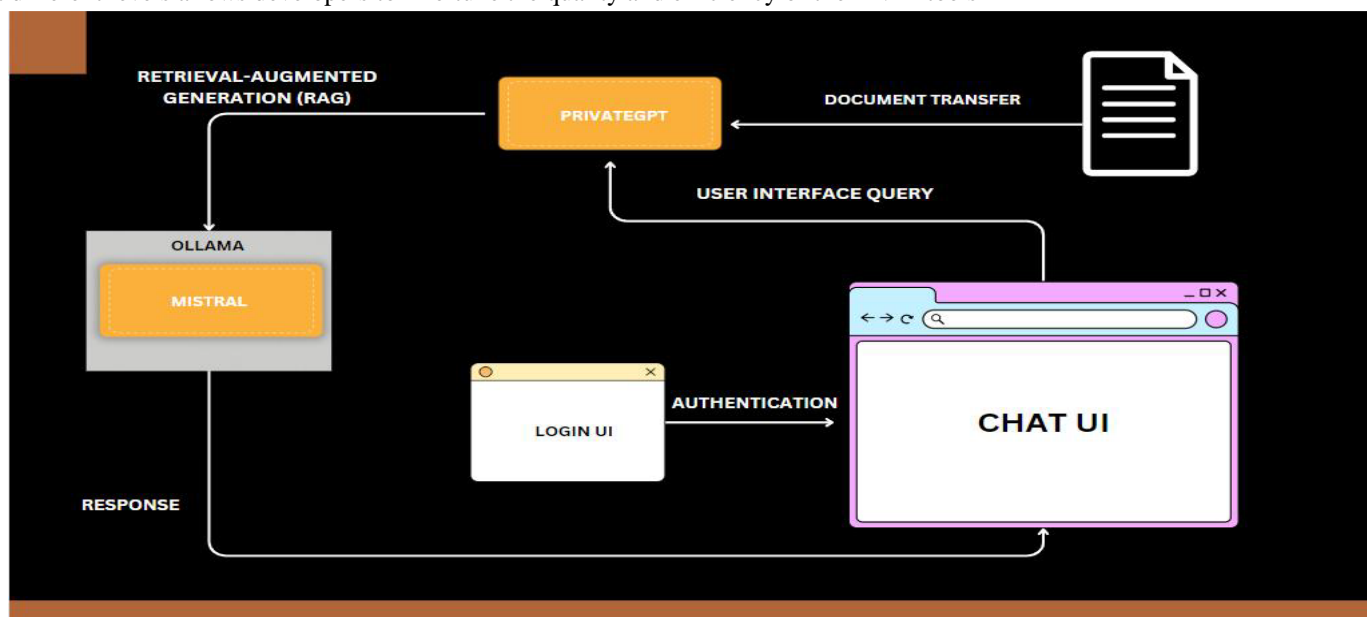 RETRIEVAL-AUGMENTED
GENERATION (RAG)
PRIVATEGPT
DOCUMENT TRANSFER
USER INTERFACE QUERY
OLLAMA
MISTRAL
LOGIN UI
AUTHENTICATION
CHAT UI
RESPONSE